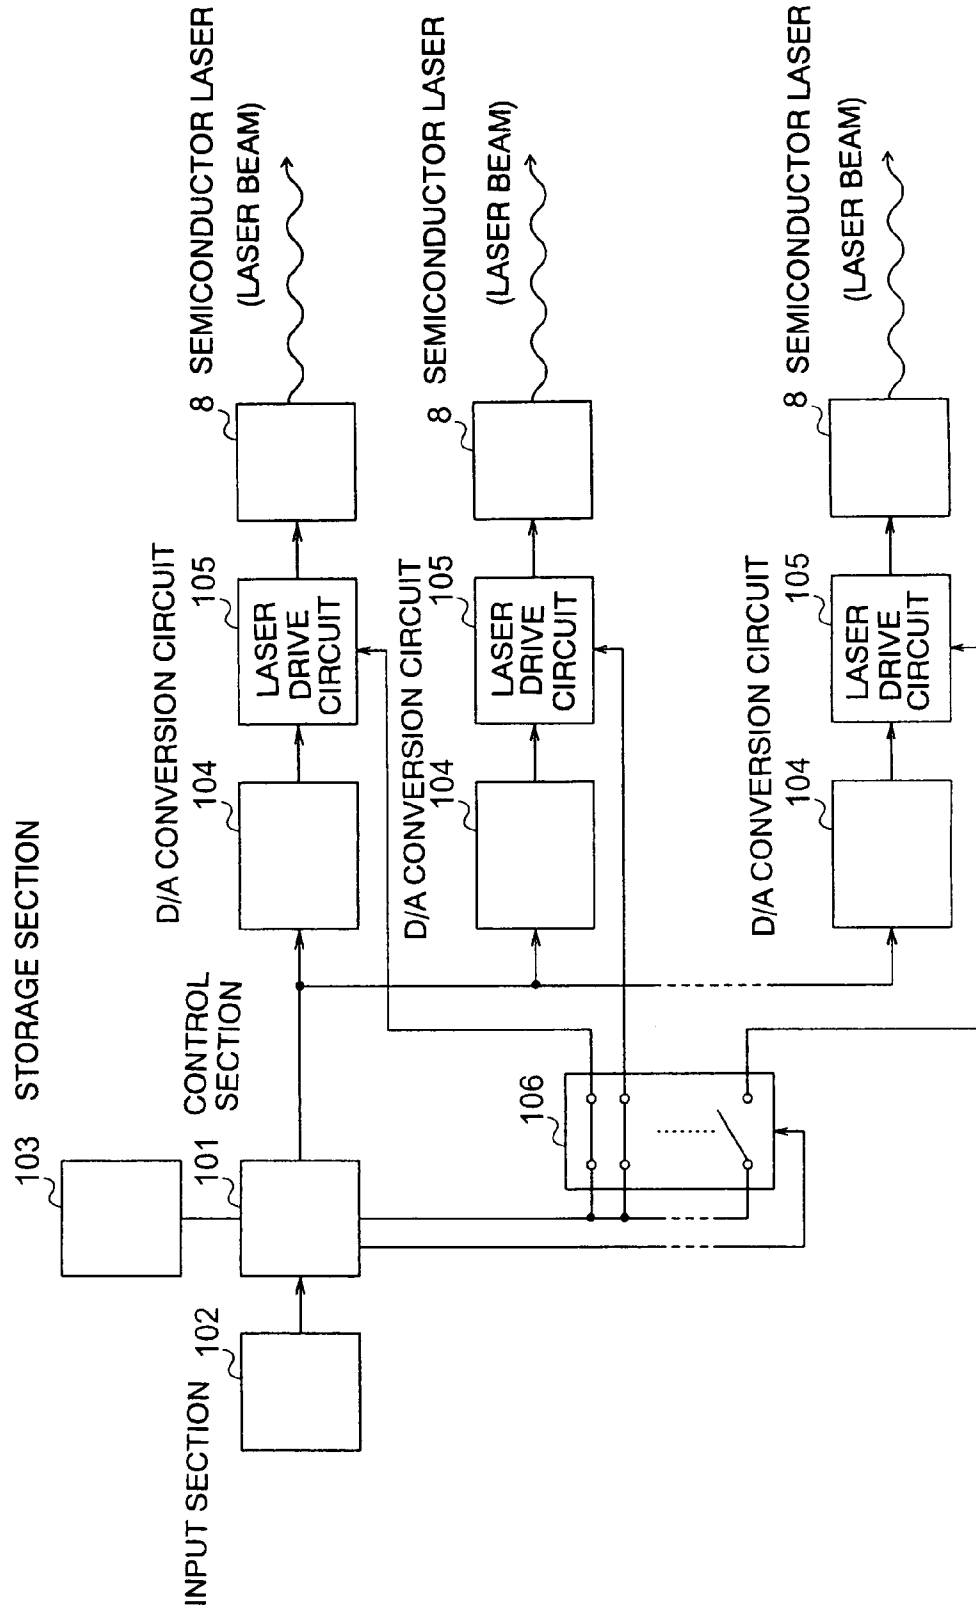 103 STORAGE SECTION
INPUT SECTION 102
101 CONTROL
SECTION
D/A CONVERSION CIRCUIT
104
105
LASER
DRIVE
CIRCUIT
8 SEMICONDUCTOR LASER
(LASER BEAM)
D/A CONVERSION CIRCUIT
104
105
LASER
DRIVE
CIRCUIT
8 SEMICONDUCTOR LASER
(LASER BEAM)
106
D/A CONVERSION CIRCUIT
104
105
LASER
DRIVE
CIRCUIT
8 SEMICONDUCTOR LASER
(LASER BEAM)